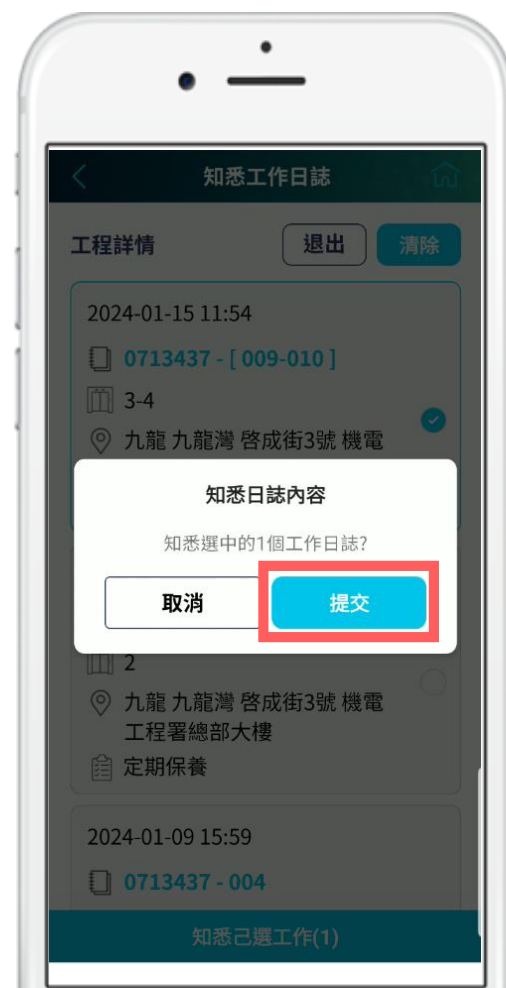 知悉工作日誌
工程詳情
退出
清除
2024-01-15 11:54
0713437 - [ 009-010 ]
3-4
九龍 九龍灣 啓成街3號 機電
知悉日誌內容
知悉選中的1個工作日誌?
取消
提交
2
九龍 九龍灣 啓成街3號 機電
工程署總部大樓
定期保養
2024-01-09 15:59
0713437 - 004
知悉己選工作(1)